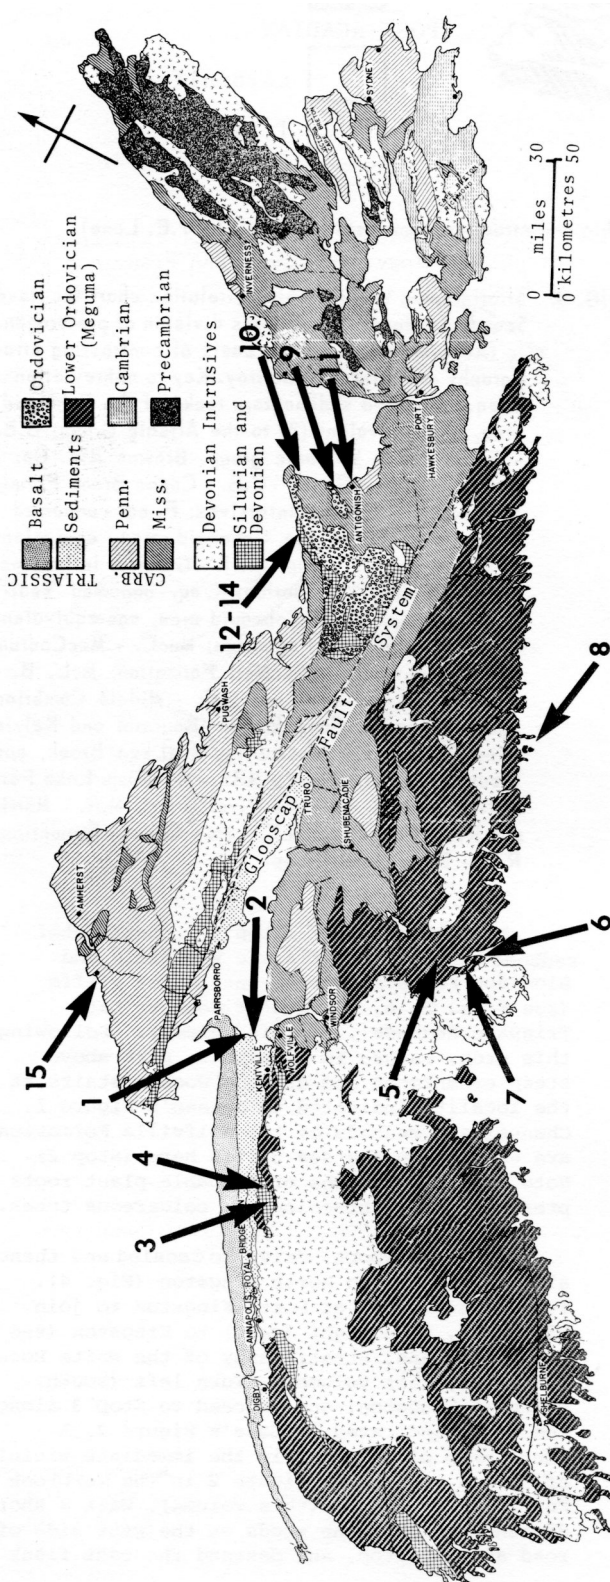 TRIASSIC
Basalt
Sediments
CARB.
Penn.
Miss.
Devonian Intrusives
Silurian and
Devonian
Ordovician
Lower Ordovician
(Meguma)
Cambrian
Precambrian
miles
0 30
0 50
kilometres
SYDNEY
INVERNESS
PORT
HAWKESBURY
ANTIGONISH
10
9
11
12-14
PUGWASH
AMHERST
15
PARRSBORO
Glooscap Fault System
TRURO
SHUBENACADIE
1
2
KENTVILLE
WOLFVILLE
WINDSOR
3
4
ANNAPOLIS ROYAL
BRIDGETOWN
DIGBY
SHELBURNE
5
7
6
8